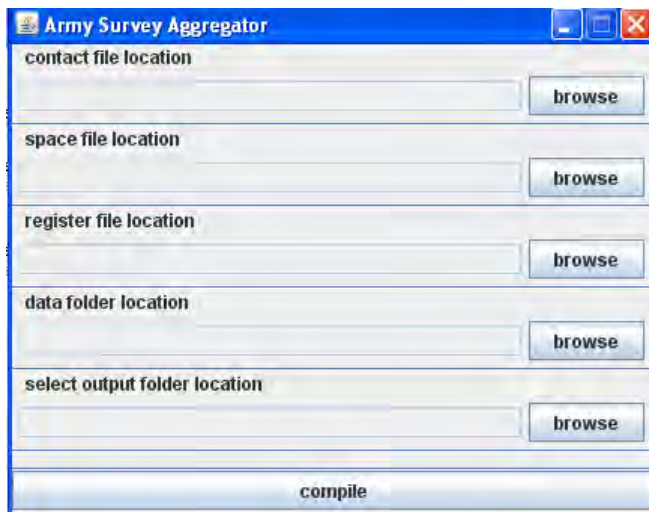 Army Survey Aggregator
contact file location
browse
space file location
browse
register file location
browse
data folder location
browse
select output folder location
browse
compile